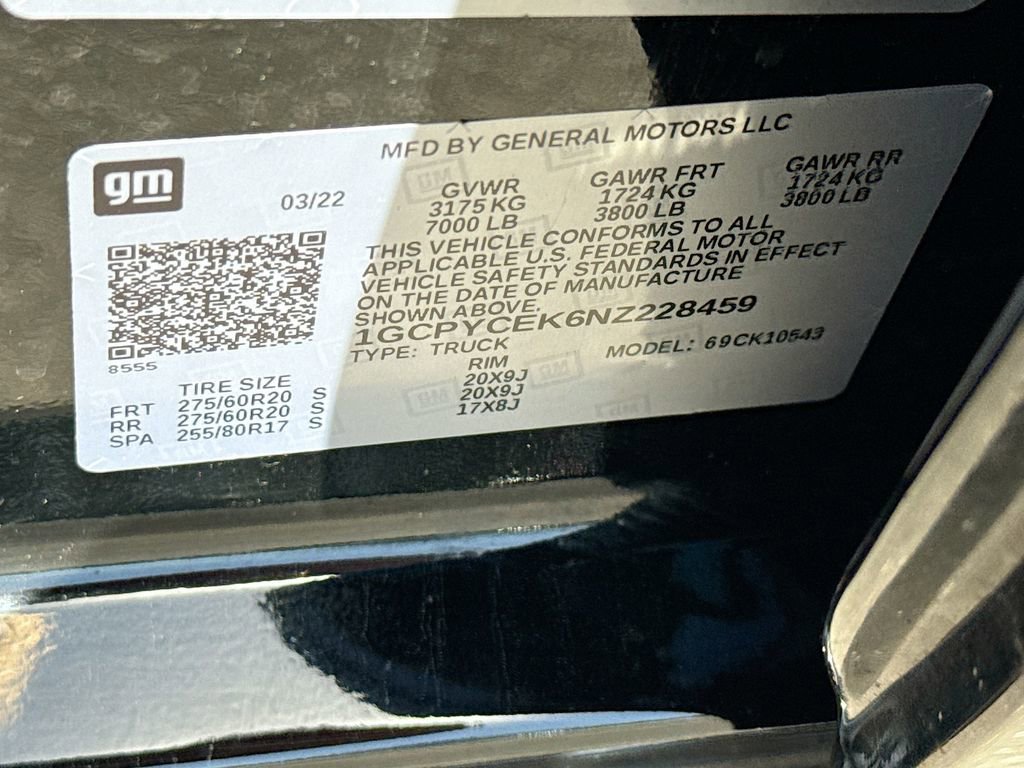 gm
MFD BY GENERAL MOTORS LLC
03/22
GVWR GAWR FRT GAWR RR
3175 KG 1724 KG 1724 KG
7000 LB 3800 LB 3800 LB
THIS VEHICLE CONFORMS TO ALL
APPLICABLE U.S. FEDERAL MOTOR
VEHICLE SAFETY STANDARDS IN EFFECT
ON THE DATE OF MANUFACTURE
SHOWN ABOVE.
1GCPYCEK6NZ228459
TYPE: TRUCK MODEL: 69CK10543
8555
TIRE SIZE RIM
FRT 275/60R20 S 20X9J
RR 275/60R20 S 20X9J
SPA 255/80R17 S 17X8J